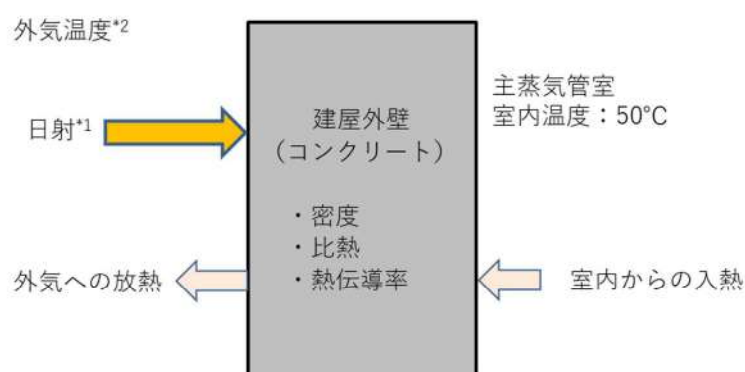 外気温度*2
日射*1
建屋外壁
（コンクリート）
・密度
・比熱
・熱伝導率
主蒸気管室
室内温度：50℃
外気への放熱
室内からの入熱